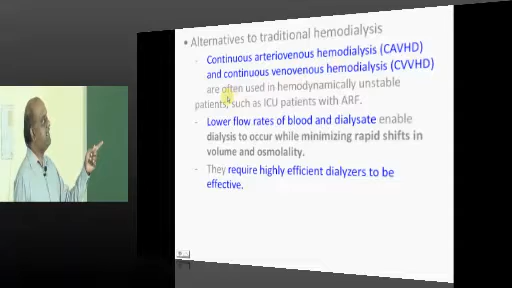 • Alternatives to traditional hemodialysis
- Continuous arteriovenous hemodialysis (CAVHD)
and continuous venovenous hemodialysis (CVVHD)
are often used in hemodynamically unstable
patients, such as ICU patients with ARF.
- Lower flow rates of blood and dialysate enable
dialysis to occur while minimizing rapid shifts in
volume and osmolality.
- They require highly efficient dialyzers to be
effective.